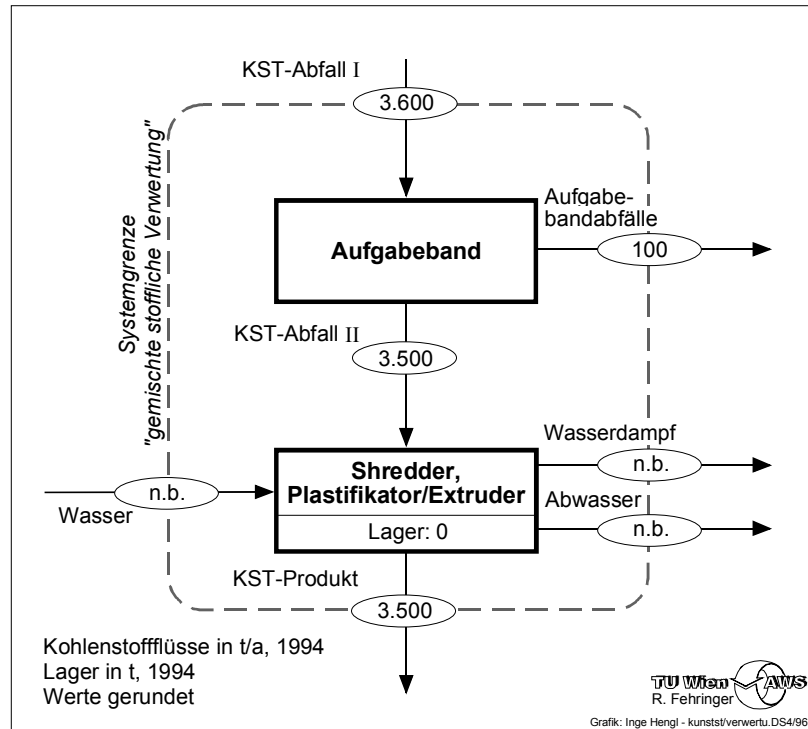 KST-Abfall I
3.600
Systemgrenze
"gemischte stoffliche Verwertung"
Aufgabeband
Aufgabe-
bandabfälle
100
KST-Abfall II
3.500
Wasserdampf
n.b.
Shredder,
Plastifikator/Extruder
Lager: 0
n.b.
Wasser
Abwasser
n.b.
KST-Produkt
3.500
Kohlenstoffflüsse in t/a, 1994
Lager in t, 1994
Werte gerundet
TU Wien AWS
R. Fehringer
Grafik: Inge Hengl - kunstst/verwertu.DS4/96